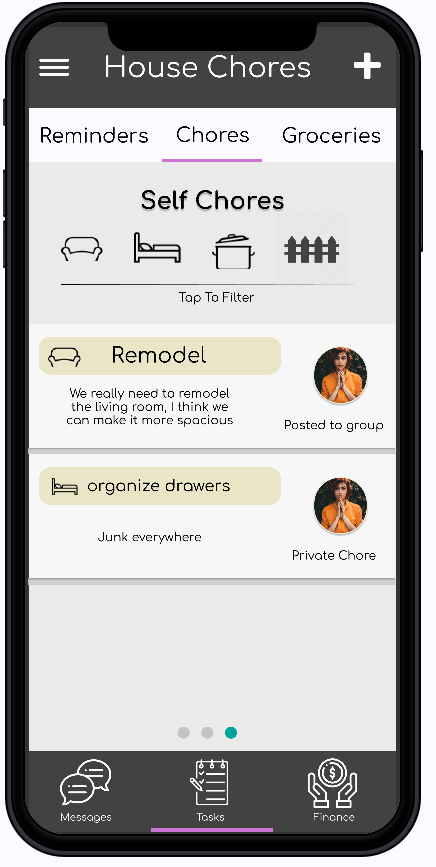 House Chores
Reminders Chores Groceries
Self Chores
Tap To Filter
Remodel
We really need to remodel
the living room, I think we
can make it more spacious
Posted to group
organize drawers
Junk everywhere
Private Chore
$
Messages Tasks Finance